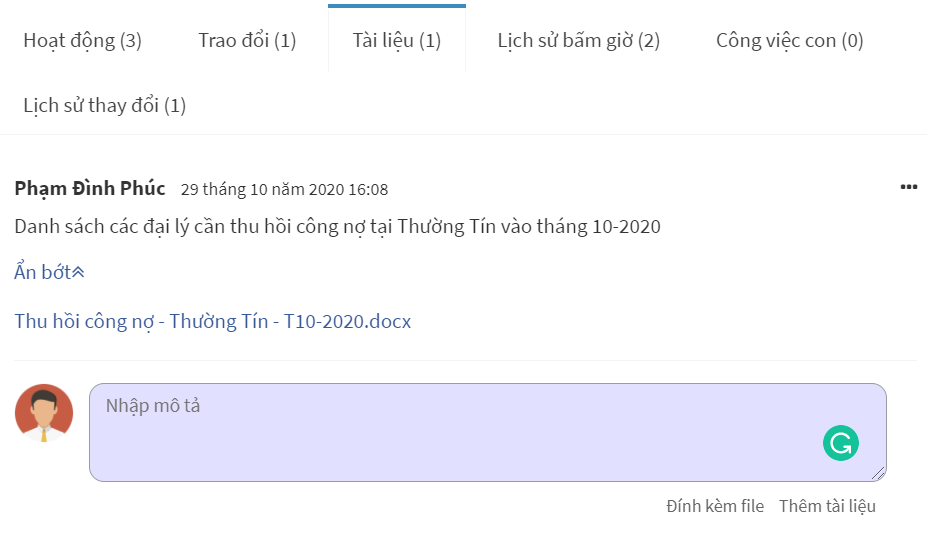 Hoạt động (3) Trao đổi (1) Tài liệu (1) Lịch sử bấm giờ (2) Công việc con (0)
Lịch sử thay đổi (1)
Phạm Đình Phúc 29 tháng 10 năm 2020 16:08
Danh sách các đại lý cần thu hồi công nợ tại Thường Tín vào tháng 10-2020
Ẩn bớt
Thu hồi công nợ - Thường Tín - T10-2020.docx
Nhập mô tả
Đính kèm file Thêm tài liệu